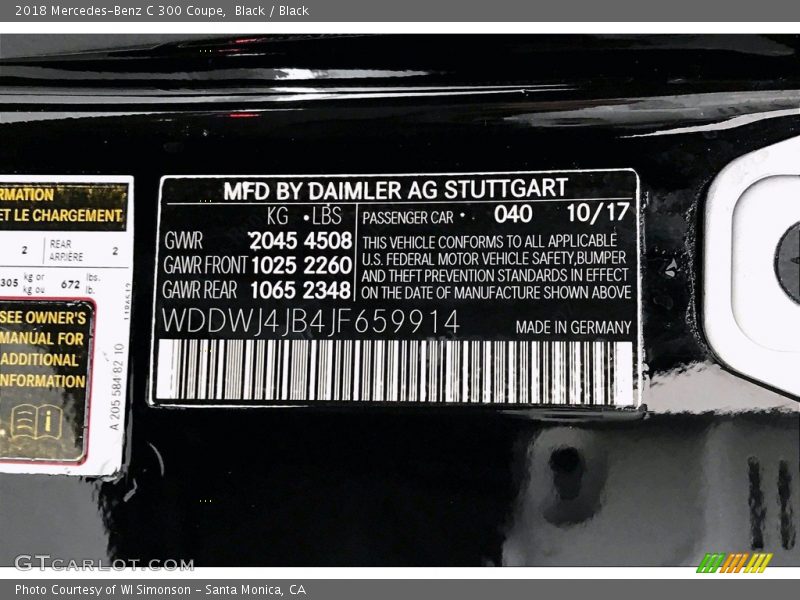 2018 Mercedes-Benz C 300 Coupe, Black / Black
RMATION
ET LE CHARGEMENT
2 REAR ARRIÈRE 2
305 kg or kg ou 672 lbs. lb.
SEE OWNER'S
MANUAL FOR
ADDITIONAL
INFORMATION
i
A 205 584 82 10
MFD BY DAIMLER AG STUTTGART
KG •LBS PASSENGER CAR • 040 10/17
GVWR 2045 4508
GAWR FRONT 1025 2260
GAWR REAR 1065 2348
THIS VEHICLE CONFORMS TO ALL APPLICABLE
U.S. FEDERAL MOTOR VEHICLE SAFETY,BUMPER
AND THEFT PREVENTION STANDARDS IN EFFECT
ON THE DATE OF MANUFACTURE SHOWN ABOVE
WDDWJ4JB4JF659914 MADE IN GERMANY
GTCARLOT.COM
Photo Courtesy of WI Simonson - Santa Monica, CA